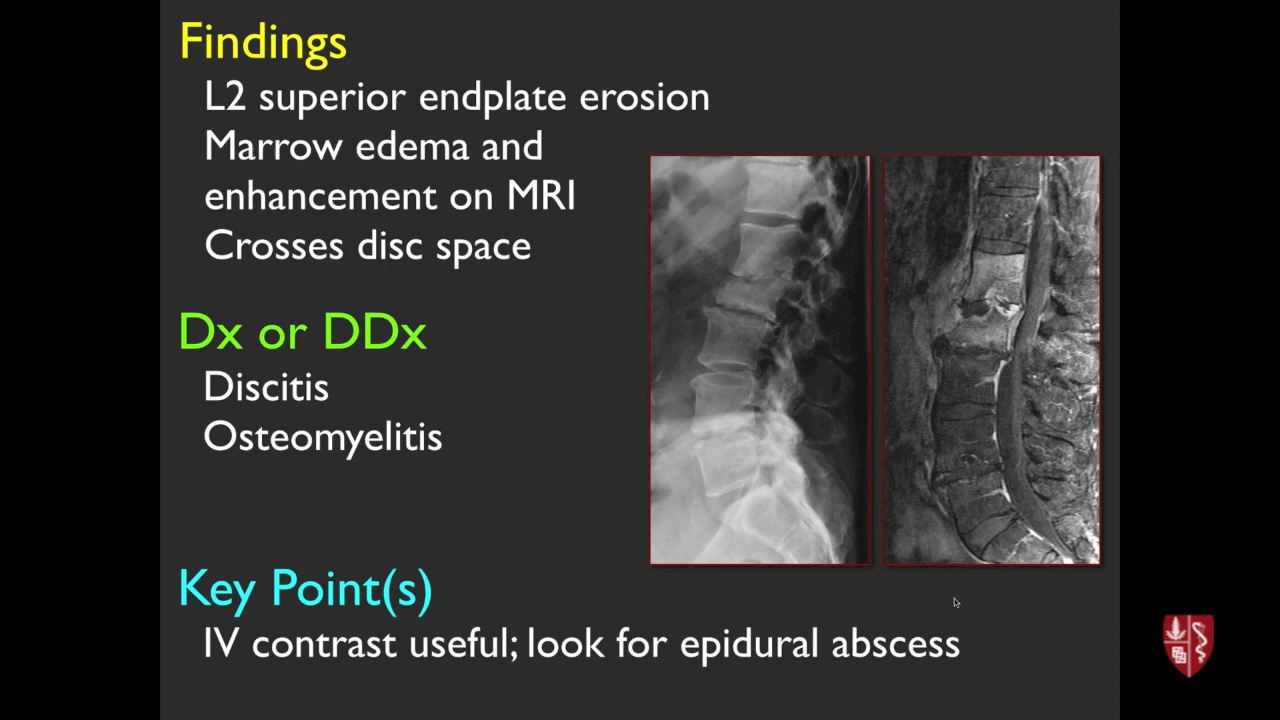 Findings
L2 superior endplate erosion
Marrow edema and
enhancement on MRI
Crosses disc space
Dx or DDx
Discitis
Osteomyelitis
Key Point(s)
IV contrast useful; look for epidural abscess